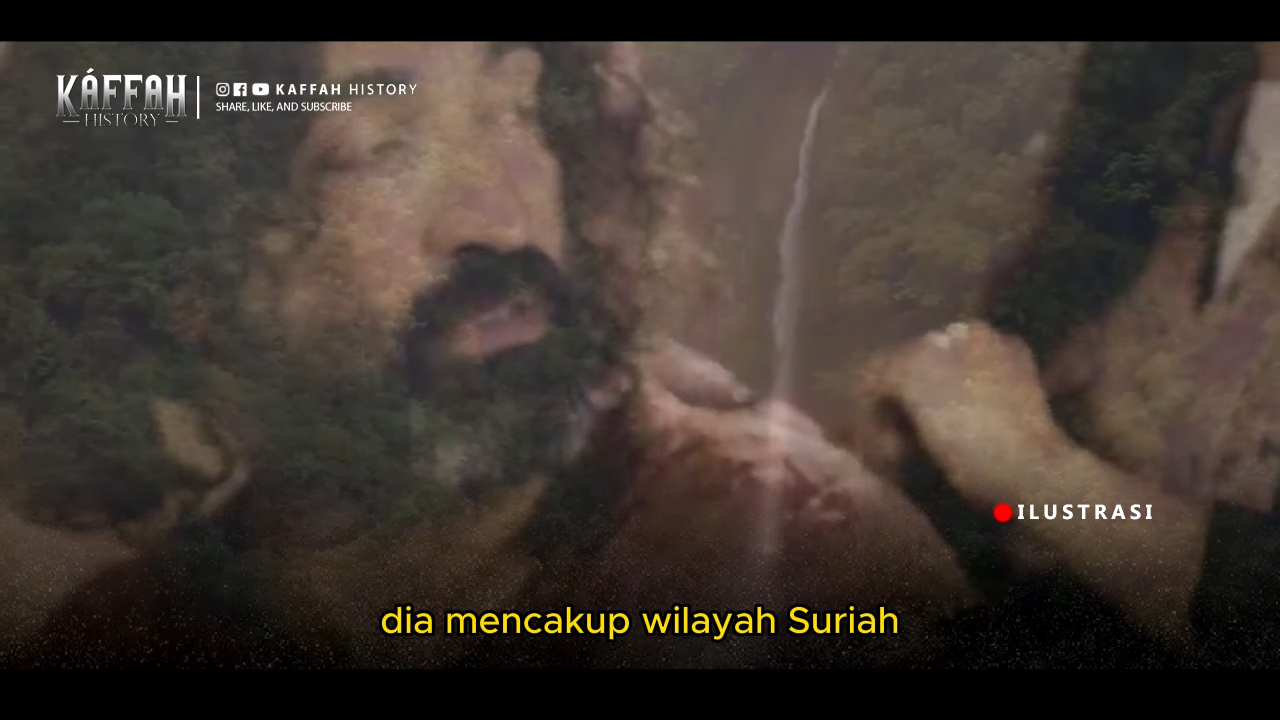 KÁFFAH
HISTORY
KAFFAH HISTORY
SHARE, LIKE, AND SUBSCRIBE
ILUSTRASI
dia mencakup wilayah Suriah